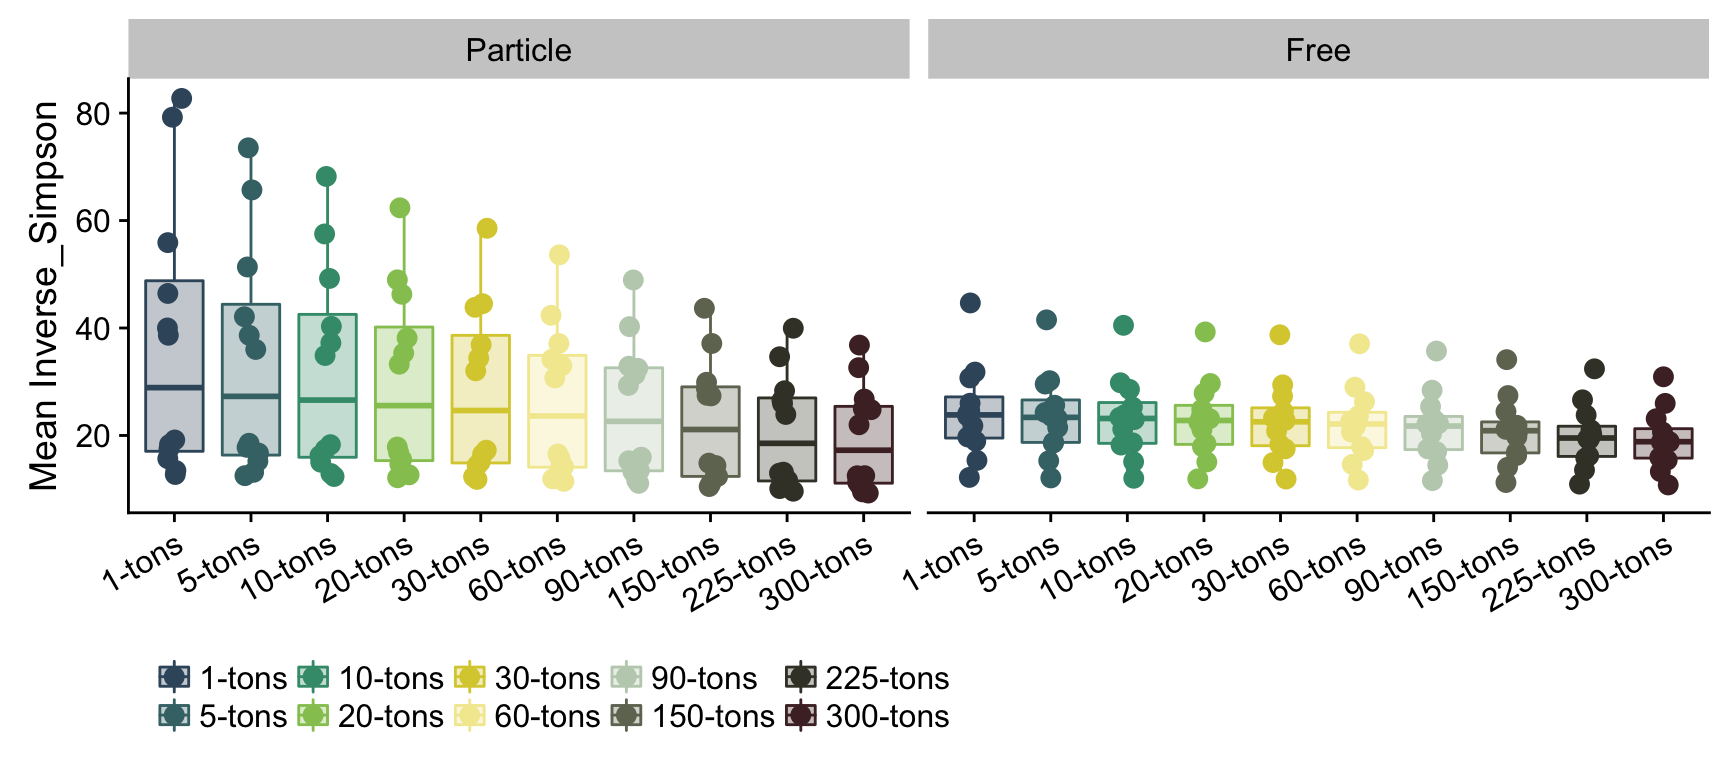 Particle Free
Mean Inverse_Simpson
80
60
40
20
1-tons 5-tons 10-tons 20-tons 30-tons 60-tons 90-tons 150-tons 225-tons 300-tons 1-tons 5-tons 10-tons 20-tons 30-tons 60-tons 90-tons 150-tons 225-tons 300-tons
1-tons 10-tons 30-tons 90-tons 225-tons
5-tons 20-tons 60-tons 150-tons 300-tons